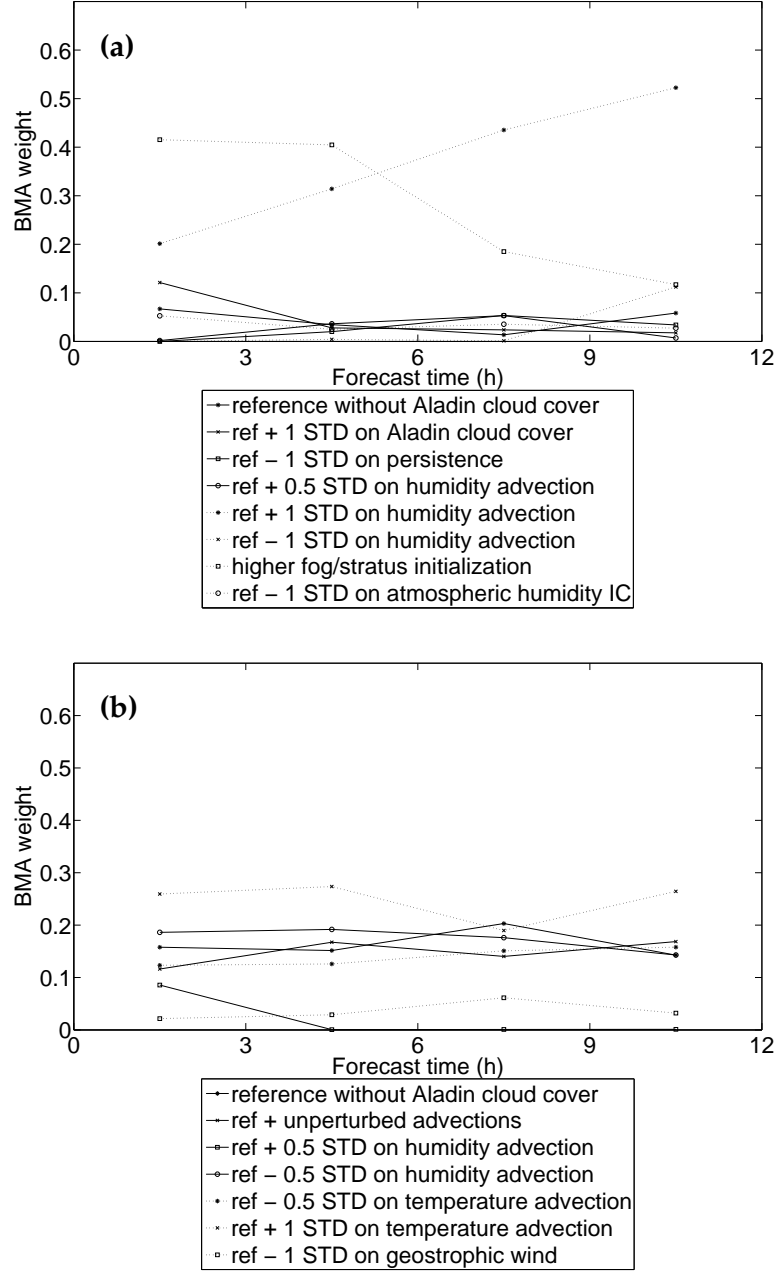 (a)
0.6
0.5
0.4
0.3
0.2
0.1
0
BMA weight
0 3 6 9 12
Forecast time (h)
reference without Aladin cloud cover
ref + 1 STD on Aladin cloud cover
ref − 1 STD on persistence
ref + 0.5 STD on humidity advection
ref + 1 STD on humidity advection
ref − 1 STD on humidity advection
higher fog/stratus initialization
ref − 1 STD on atmospheric humidity IC
(b)
0.6
0.5
0.4
0.3
0.2
0.1
0
BMA weight
0 3 6 9 12
Forecast time (h)
reference without Aladin cloud cover
ref + unperturbed advections
ref + 0.5 STD on humidity advection
ref − 0.5 STD on humidity advection
ref − 0.5 STD on temperature advection
ref + 1 STD on temperature advection
ref − 1 STD on geostrophic wind